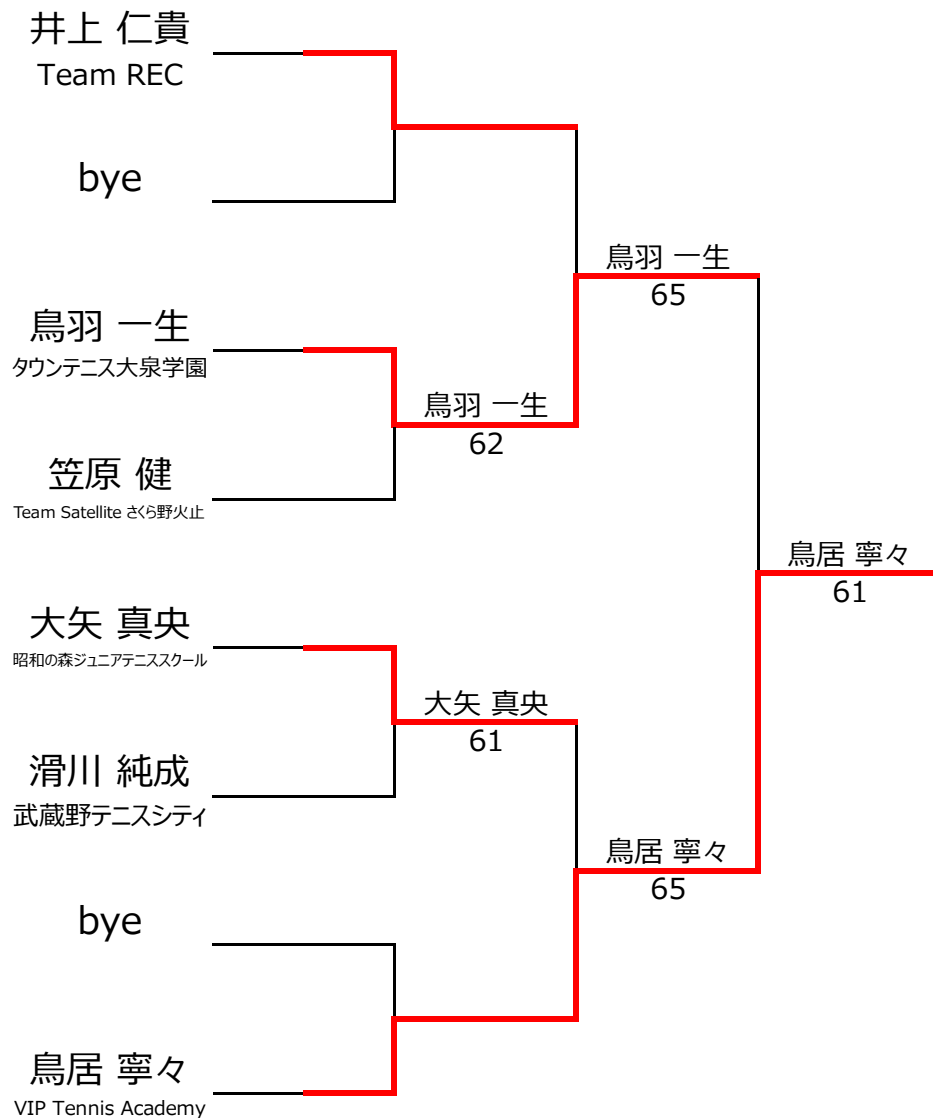 井上 仁貴
Team REC
bye
鳥羽 一生
65
鳥羽 一生
タウンテニス大泉学園
鳥羽 一生
62
笠原 健
Team Satellite さくら野火止
鳥居 寧々
61
大矢 真央
昭和の森ジュニアテニススクール
大矢 真央
61
滑川 純成
武蔵野テニスシティ
鳥居 寧々
65
bye
鳥居 寧々
VIP Tennis Academy